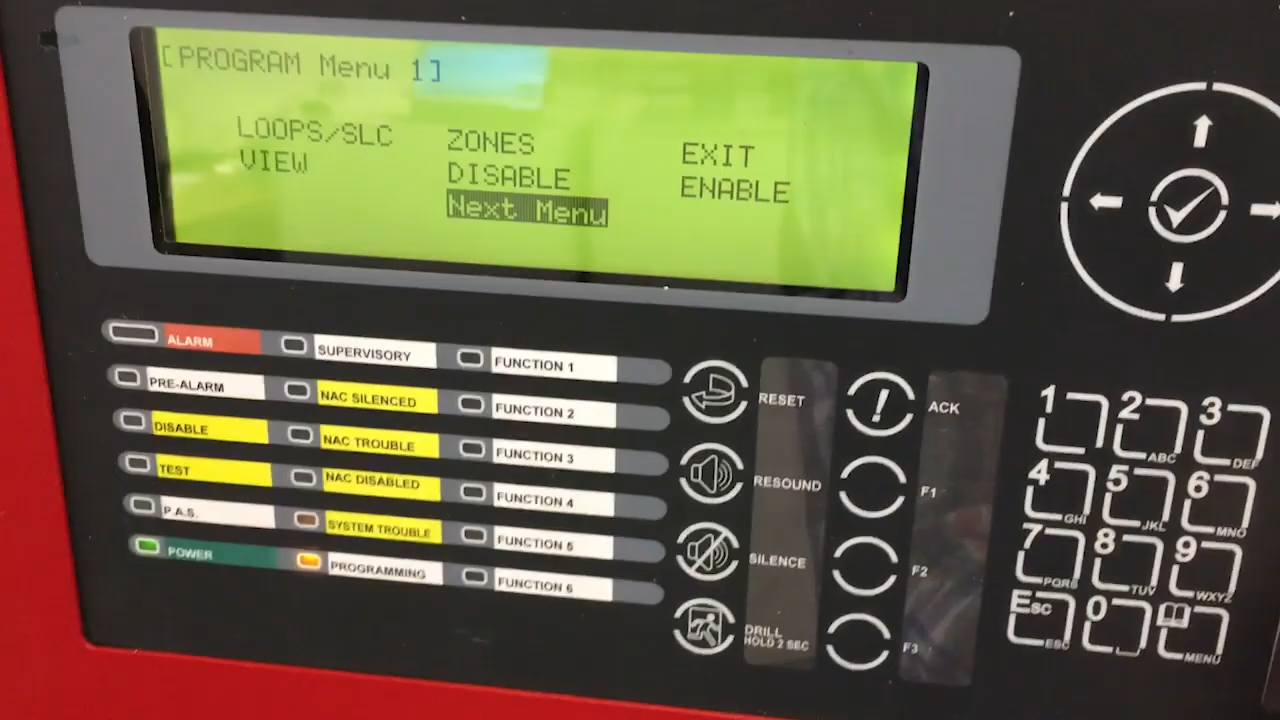 [PROGRAM Menu 1]
LOOPS/SLC ZONES EXIT
VIEW DISABLE ENABLE
Next Menu
ALARM SUPERVISORY FUNCTION 1
PRE-ALARM NAC SILENCED FUNCTION 2
DISABLE NAC TROUBLE FUNCTION 3
TEST NAC DISABLED FUNCTION 4
P.A.S. SYSTEM TROUBLE FUNCTION 5
POWER PROGRAMMING FUNCTION 6
RESET ACK
RESOUND F1
SILENCE F2
DRILL F3
HOLD 2 SEC
1 2 3
ABC DEF
4 5 6
GHI JKL MNO
7 8 9
PQRS TUV WXYZ
Esc 0
ESC MENU